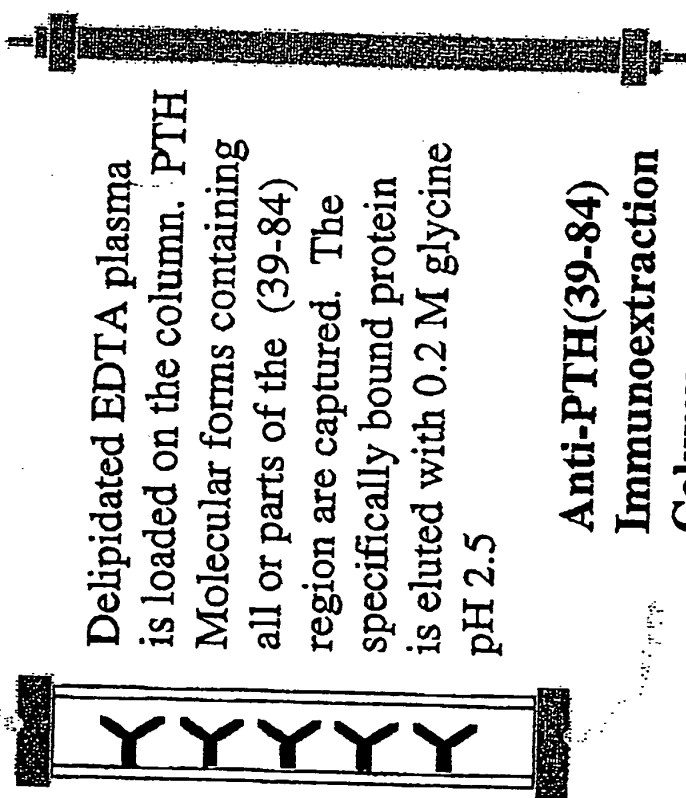 Delipidated EDTA plasma
is loaded on the column. PTH
Molecular forms containing
all or parts of the (39-84)
region are captured. The
specifically bound protein
is eluted with 0.2 M glycine
pH 2.5
Anti-PTH(39-84)
Immunoextraction